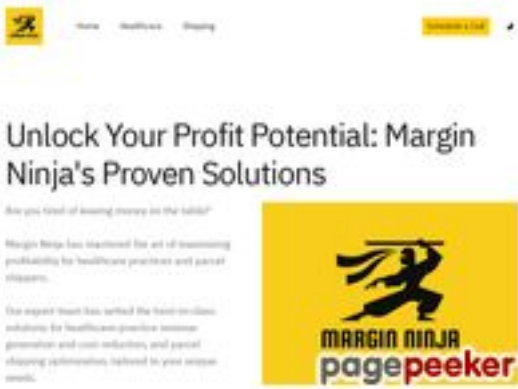 Home Healthcare Shipping Schedule a Call
Unlock Your Profit Potential: Margin
Ninja's Proven Solutions
Are you tired of leaving money on the table?
Margin Ninja has mastered the art of maximizing
profitability for healthcare practices and parcel
shippers.
Our expert team has vetted the best-in-class
solutions for healthcare practice revenue
generation and cost reduction, and parcel
shipping optimization, tailored to your unique
needs.
MARGIN NINJA
pagepeeker